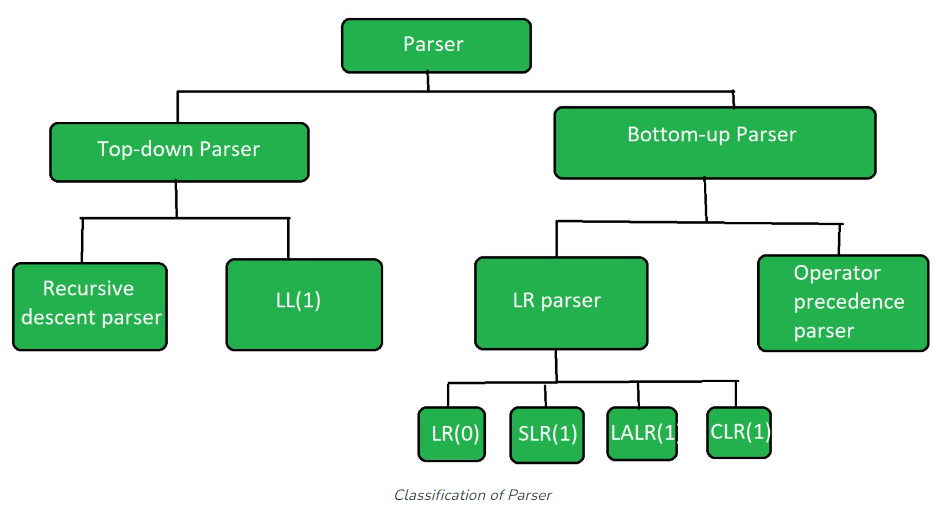 Parser
Top-down Parser
Bottom-up Parser
Recursive
descent parser
LL(1)
LR parser
Operator
precedence
parser
LR(0)
SLR(1)
LALR(1
CLR(1)
Classification of Parser